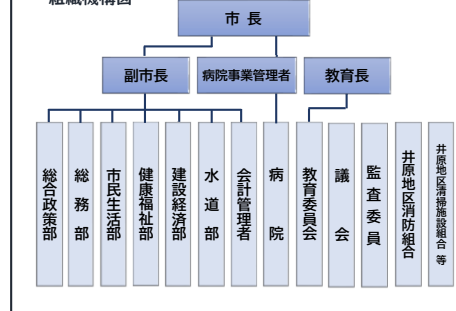 組織機構図
市長
副市長
病院事業管理者
教育長
総合政策部
総務部
市民生活部
健康福祉部
建設経済部
水道部
会計管理者
病院
教育委員会
議会
監査委員
井原地区消防組合
井原地区清掃施設組合 等